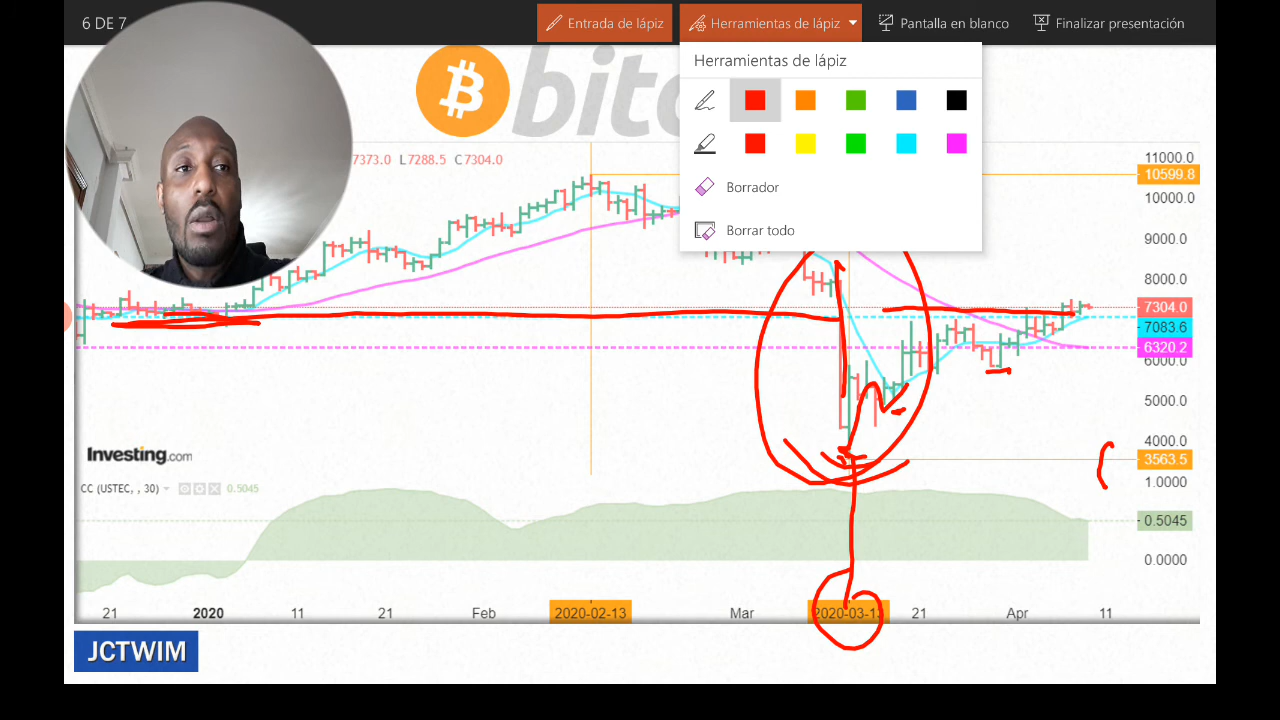 6 DE 7
Entrada de lápiz
Herramientas de lápiz
Pantalla en blanco
Finalizar presentación
Herramientas de lápiz
Borrador
Borrar todo
bitc
7373.0 L7288.5 C7304.0
11000.0
10599.8
10000.0
9000.0
8000.0
7304.0
7083.6
6320.2
6000.0
5000.0
4000.0
3563.5
Investing.com
CC (USTEC, , 30) 0.5045
1.0000
0.5045
0.0000
21 2020 11 21 Feb 2020-02-13 Mar 2020-03-13 21 Apr 11
JCTWIM